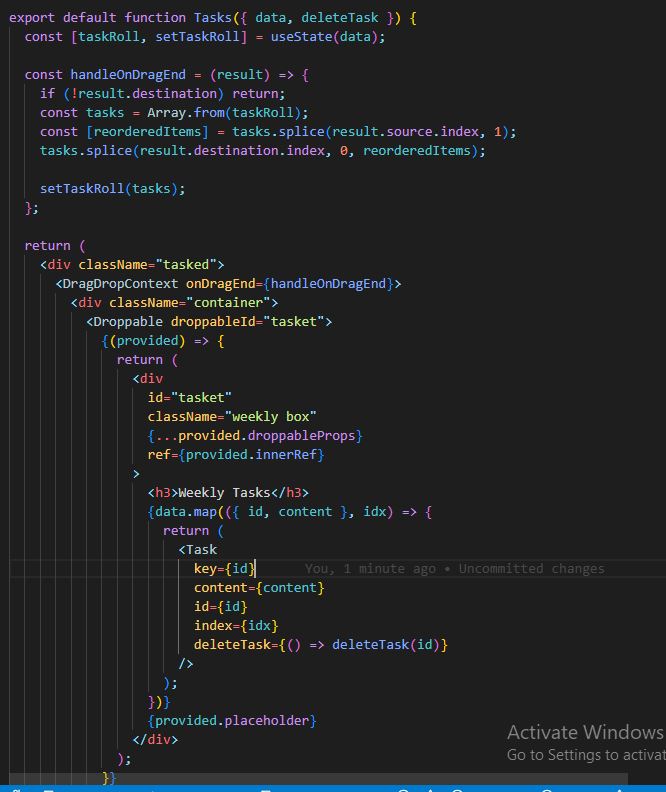 export default function Tasks({ data, deleteTask }) {
  const [taskRoll, setTaskRoll] = useState(data);

  const handleOnDragEnd = (result) => {
    if (!result.destination) return;
    const tasks = Array.from(taskRoll);
    const [reorderedItems] = tasks.splice(result.source.index, 1);
    tasks.splice(result.destination.index, 0, reorderedItems);

    setTaskRoll(tasks);
  };

  return (
    <div className="tasked">
      <DragDropContext onDragEnd={handleOnDragEnd}>
        <div className="container">
          <Droppable droppableId="tasket">
            {(provided) => {
              return (
                <div
                  id="tasket"
                  className="weekly box"
                  {...provided.droppableProps}
                  ref={provided.innerRef}
                >
                  <h3>Weekly Tasks</h3>
                  {data.map(({ id, content }, idx) => {
                    return (
                      <Task
                        key={id} You, 1 minute ago • Uncommitted changes
                        content={content}
                        id={id}
                        index={idx}
                        deleteTask={() => deleteTask(id)}
                      />
                    );
                  })}
                  {provided.placeholder}
                </div>
              );
            }}
Activate Windows
Go to Settings to activat